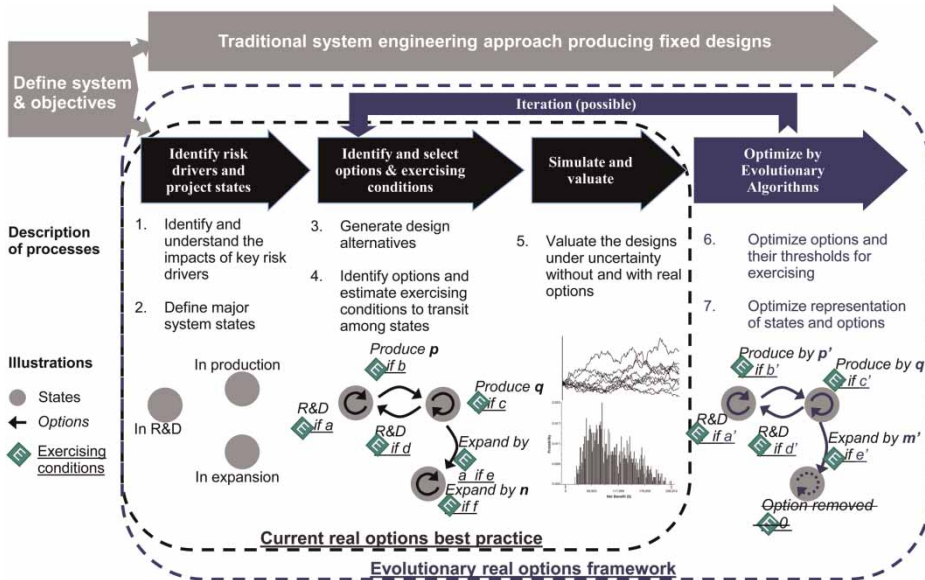 Traditional system engineering approach producing fixed designs
Define system
& objectives
Iteration (possible)
Identify risk
drivers and
project states
Identify and select
options & exercising
conditions
Simulate and
valuate
Optimize by
Evolutionary
Algorithms
Description
of processes
1. Identify and
understand the
impacts of key risk
drivers
2. Define major
system states
3. Generate design
alternatives
4. Identify options and
estimate exercising
conditions to transit
among states
5. Valuate the designs
under uncertainty
without and with real
options
6. Optimize options and
their thresholds for
exercising
7. Optimize representation
of states and options
Illustrations
States
Options
E Exercising
conditions
In production
In R&D
In expansion
Produce p
E if b
Produce q
E if c
R&D
E if a
R&D
E if d
Expand by
E
a if e
Expand by n
E if f
Net Benefit ($)
Produce by p'
E if b'
Produce by q'
E if c'
R&D
E if a'
R&D
E if d'
Expand by m'
E if e'
Option removed
E 0
Current real options best practice
Evolutionary real options framework